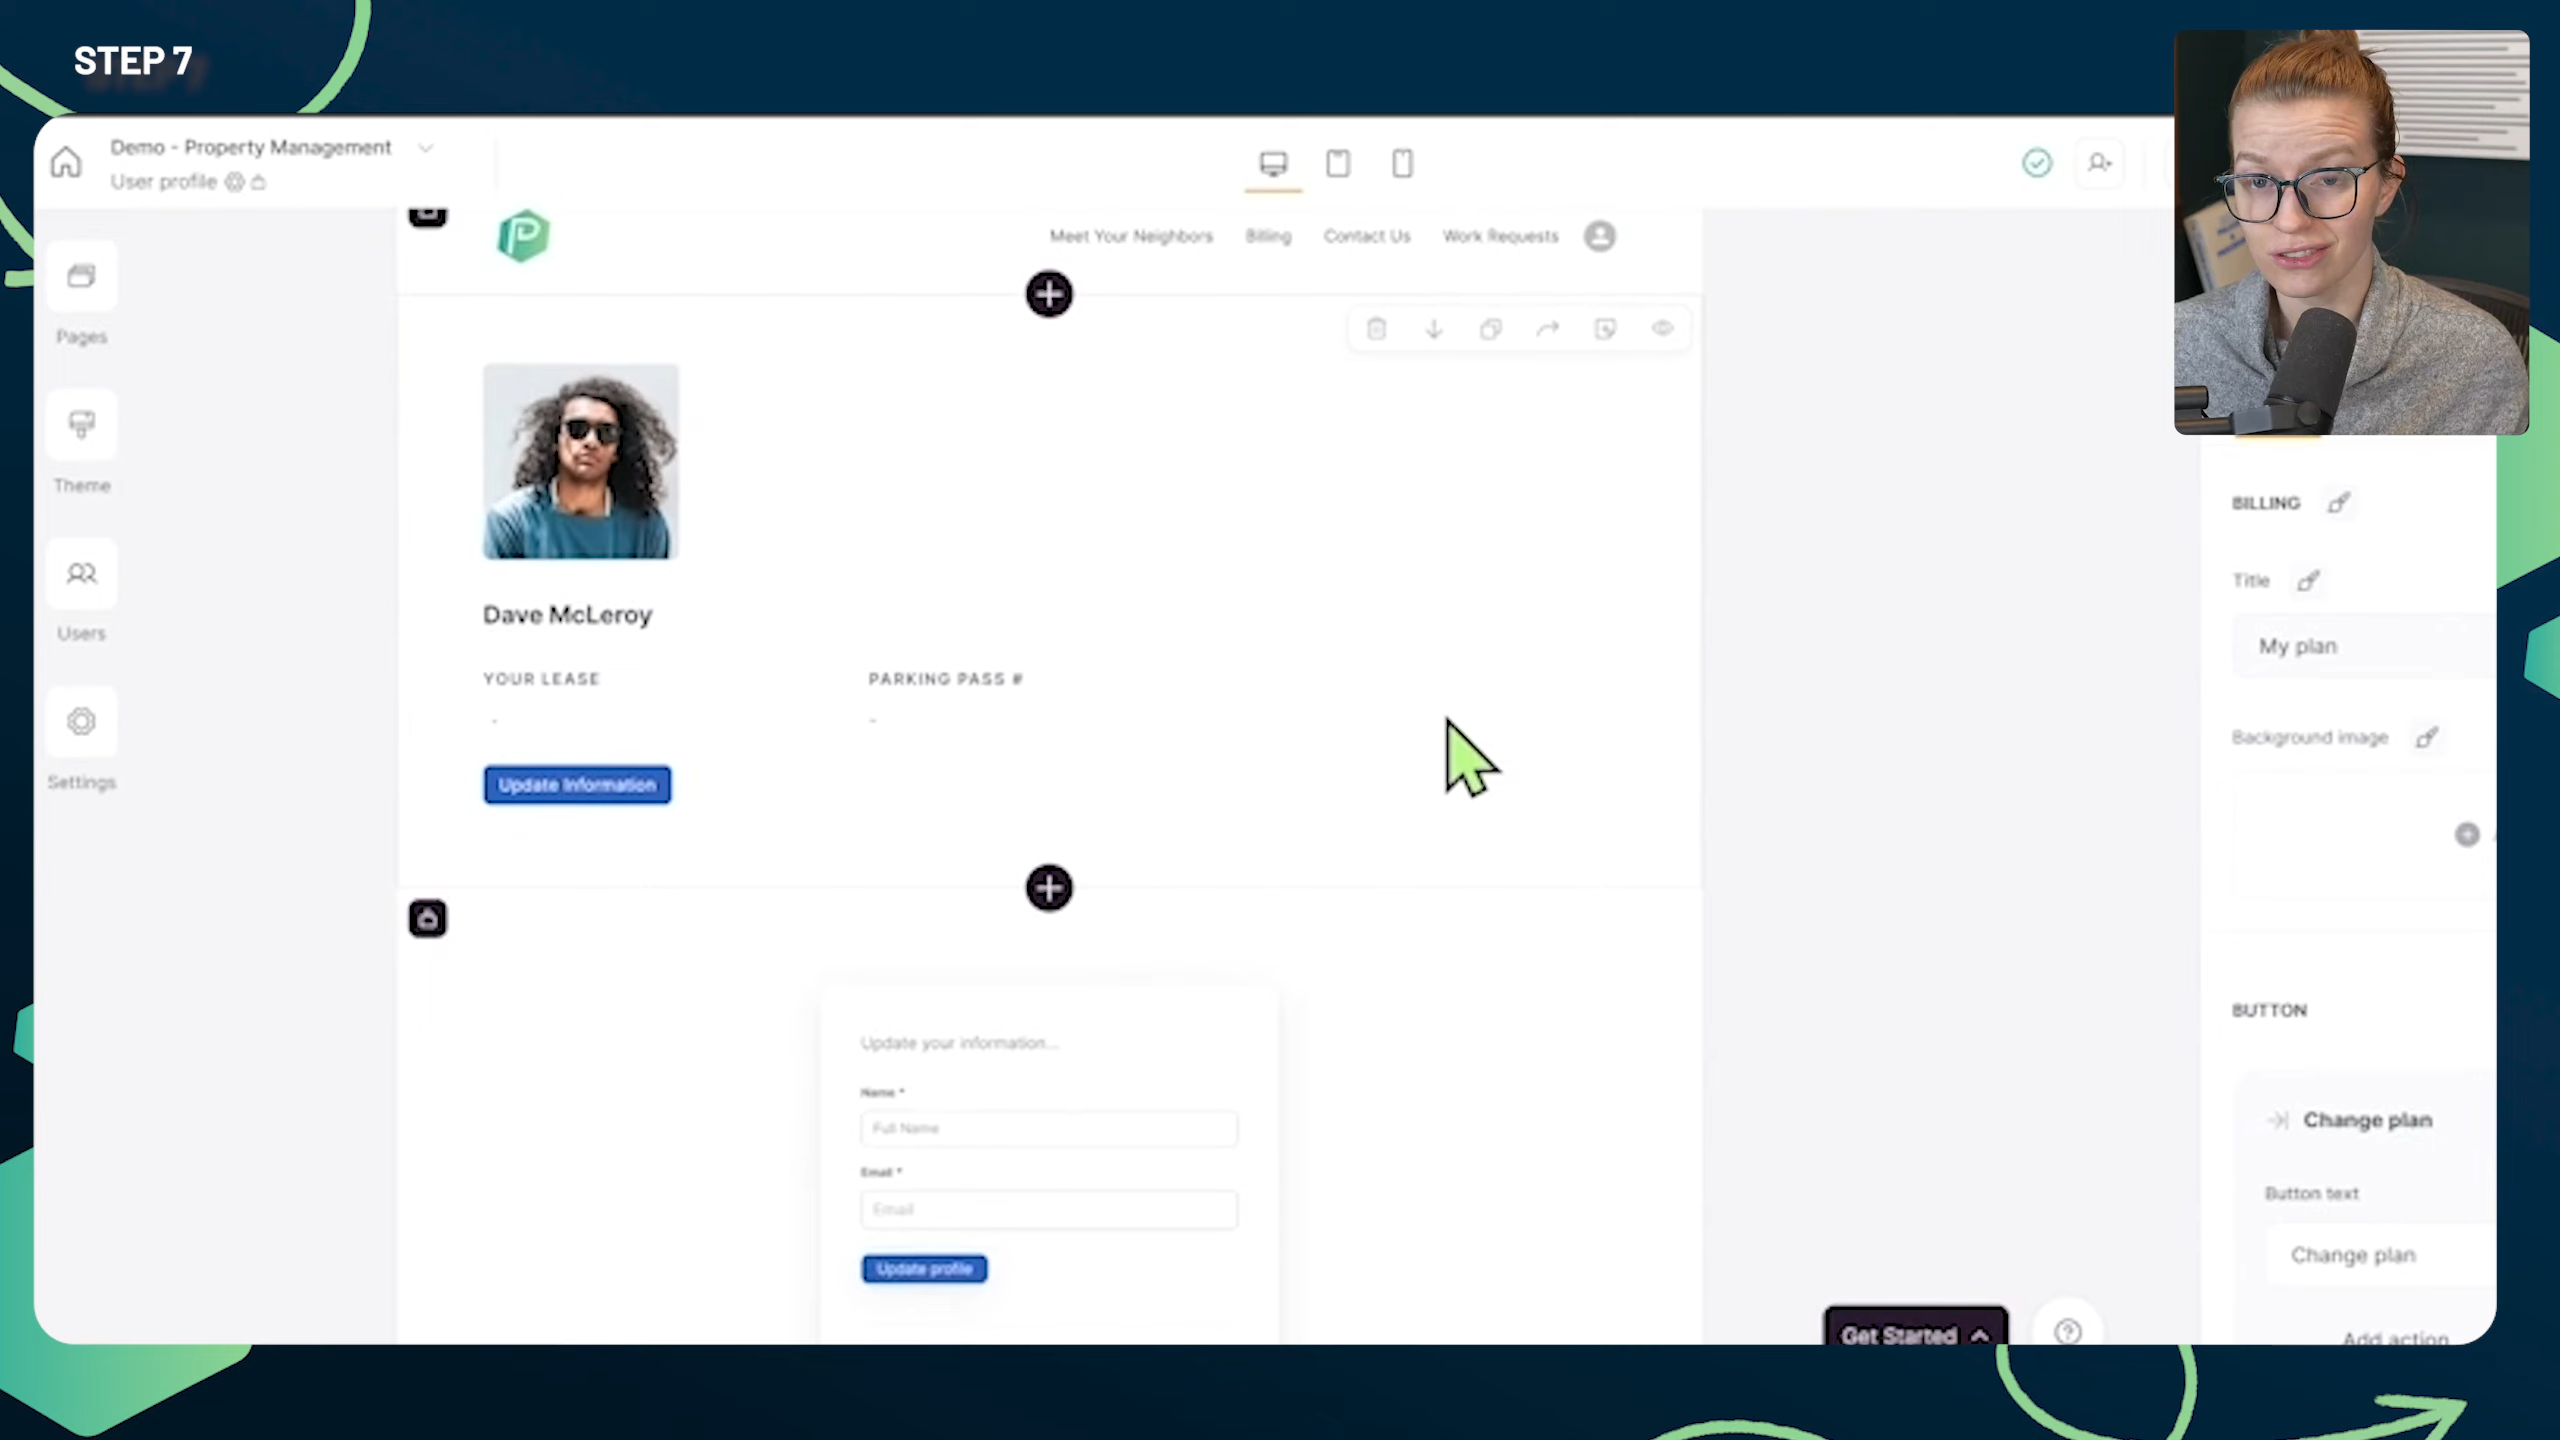 STEP 7
Demo - Property Management
User profile
Pages
Theme
Users
Settings
Meet Your Neighbors
Billing
Contact Us
Work Requests
Dave McLeroy
YOUR LEASE
PARKING PASS #
-
-
Update Information
Update your information...
Name *
Full Name
Email *
Email
Update profile
Get Started
BILLING
Title
My plan
Background image
BUTTON
Change plan
Button text
Change plan
Add action